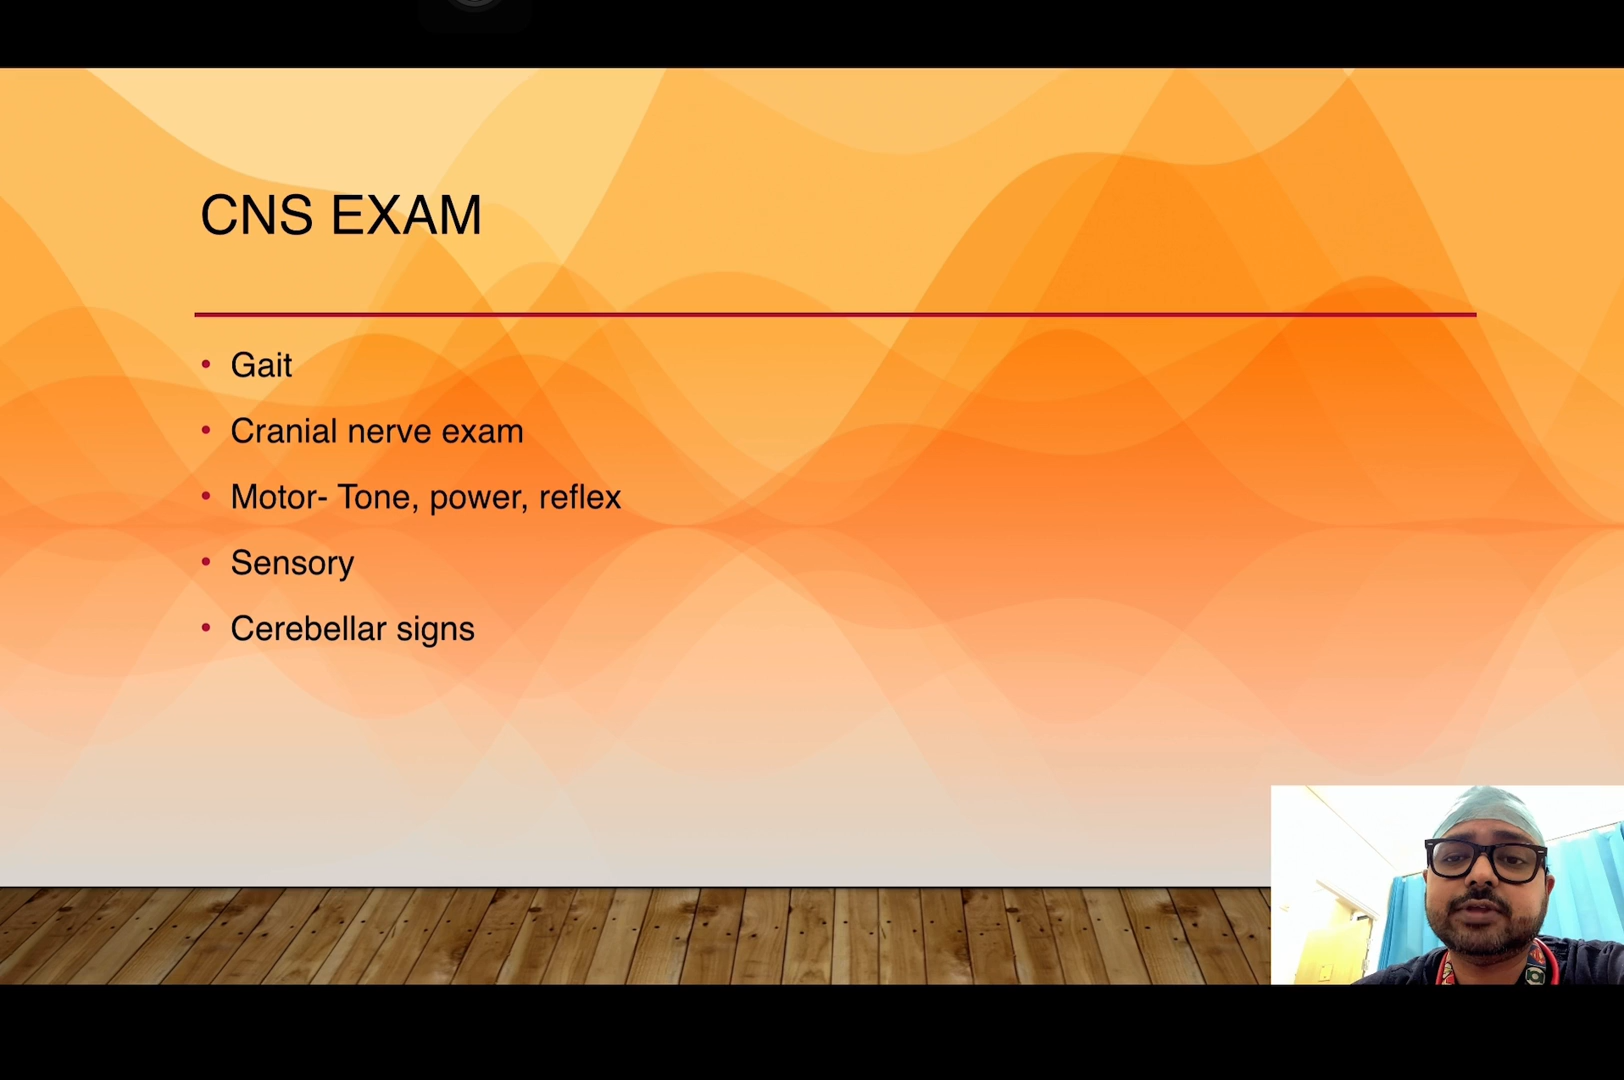 CNS EXAM
• Gait
• Cranial nerve exam
• Motor- Tone, power, reflex
• Sensory
• Cerebellar signs